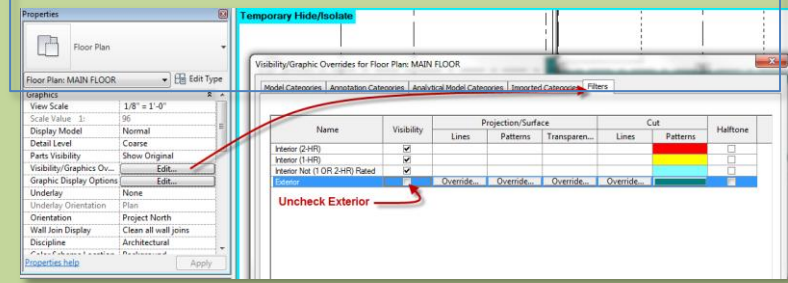 Properties
Floor Plan
Floor Plan: MAIN FLOOR
Edit Type
Graphics
View Scale 1/8" = 1'-0"
Scale Value 1: 96
Display Model Normal
Detail Level Coarse
Parts Visibility Show Original
Visibility/Graphics Ov... Edit...
Graphic Display Options Edit...
Underlay None
Underlay Orientation Plan
Orientation Project North
Wall Join Display Clean all wall joins
Discipline Architectural
Color Scheme Location Background
Properties help
Apply
Temporary Hide/Isolate
Visibility/Graphic Overrides for Floor Plan: MAIN FLOOR
Model Categories Annotation Categories Analytical Model Categories Imported Categories Filters
Name Visibility Projection/Surface Cut Halftone
Lines Patterns Transparen... Lines Patterns
Interior (2-HR)
Interior (1-HR)
Interior Not (1 OR 2-HR) Rated
Exterior Override... Override... Override... Override...
Uncheck Exterior